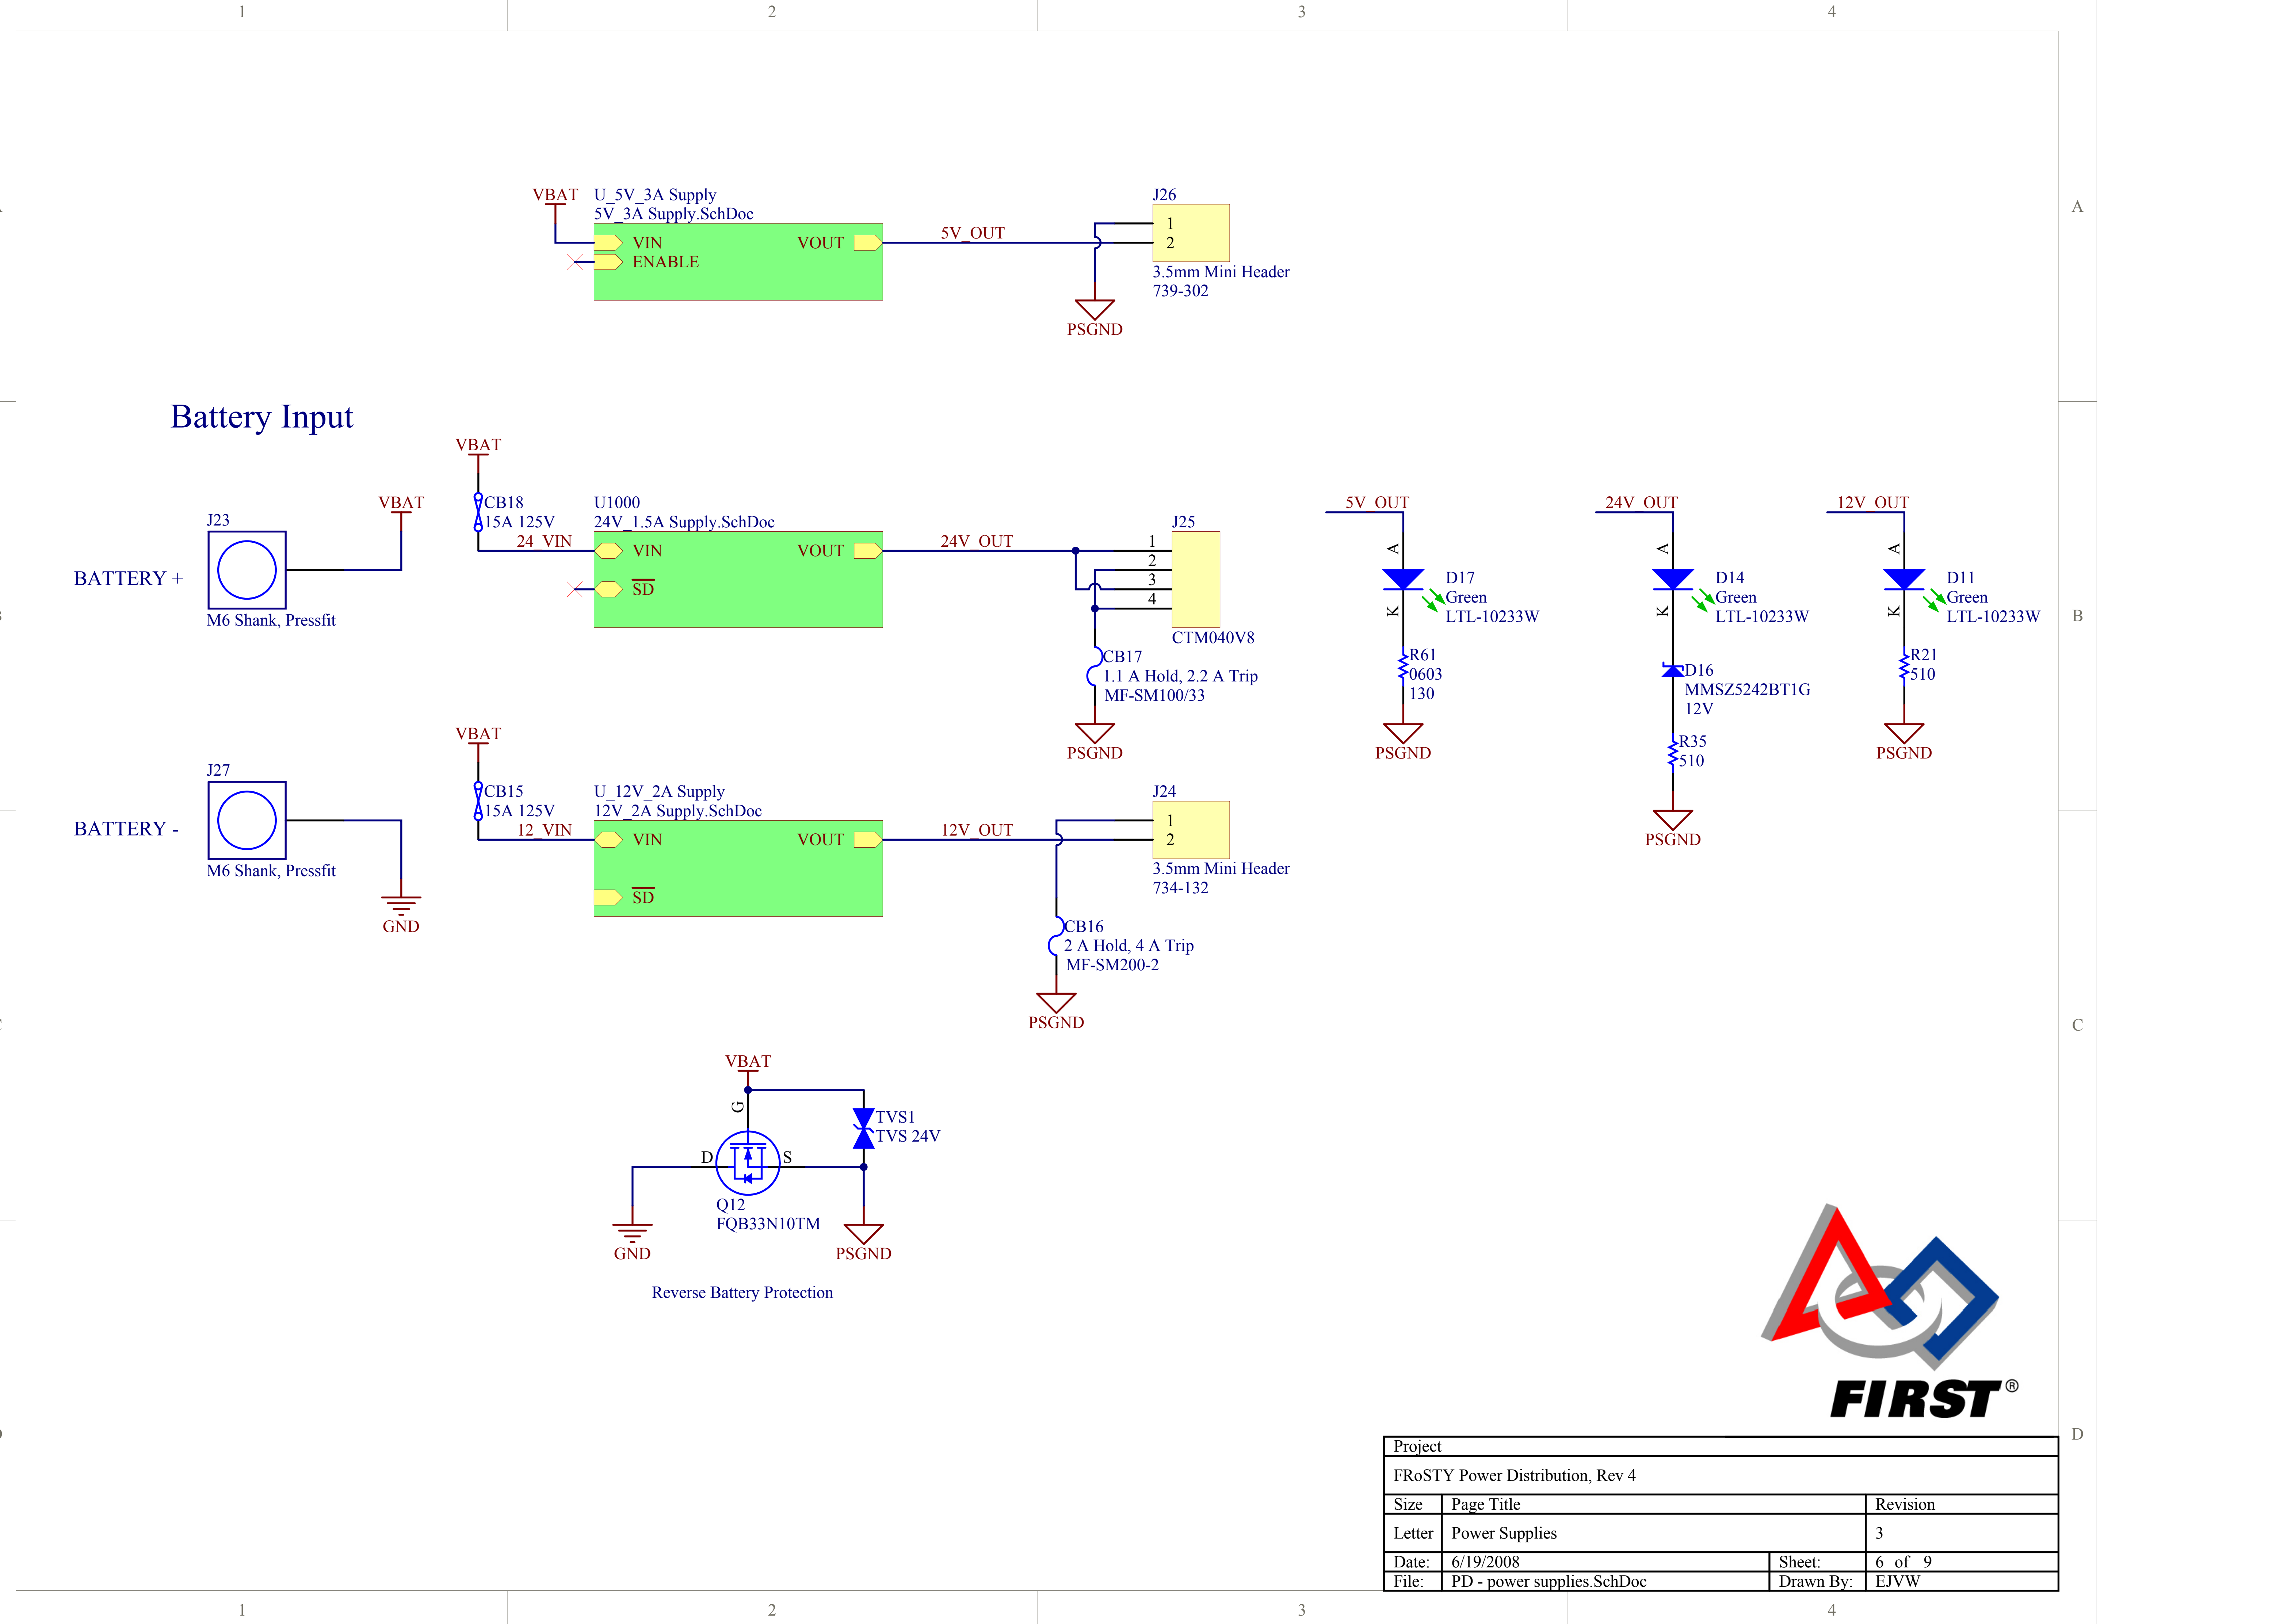 1 2 3 4
VBAT
U_5V_3A Supply
5V_3A Supply.SchDoc
VIN
ENABLE
VOUT
5V_OUT
J26
1
2
3.5mm Mini Header
739-302
PSGND
A
Battery Input
J23
BATTERY +
M6 Shank, Pressfit
VBAT
VBAT
CB18
15A 125V
24_VIN
U1000
24V_1.5A Supply.SchDoc
VIN
SD
VOUT
24V_OUT
J25
1
2
3
4
CTM040V8
CB17
1.1 A Hold, 2.2 A Trip
MF-SM100/33
PSGND
5V_OUT
A
D17
Green
LTL-10233W
K
R61
0603
130
PSGND
24V_OUT
A
D14
Green
LTL-10233W
K
D16
MMSZ5242BT1G
12V
R35
510
PSGND
12V_OUT
A
D11
Green
LTL-10233W
K
R21
510
PSGND
B
J27
BATTERY -
M6 Shank, Pressfit
GND
VBAT
CB15
15A 125V
12_VIN
U_12V_2A Supply
12V_2A Supply.SchDoc
VIN
SD
VOUT
12V_OUT
J24
1
2
3.5mm Mini Header
734-132
CB16
2 A Hold, 4 A Trip
MF-SM200-2
PSGND
C
VBAT
G
TVS1
TVS 24V
D
S
Q12
FQB33N10TM
GND
PSGND
Reverse Battery Protection
FIRST®
D
Project
FRoSTY Power Distribution, Rev 4
Size Page Title Revision
Letter Power Supplies 3
Date: 6/19/2008 Sheet: 6 of 9
File: PD - power supplies.SchDoc Drawn By: EJVW
1 2 3 4